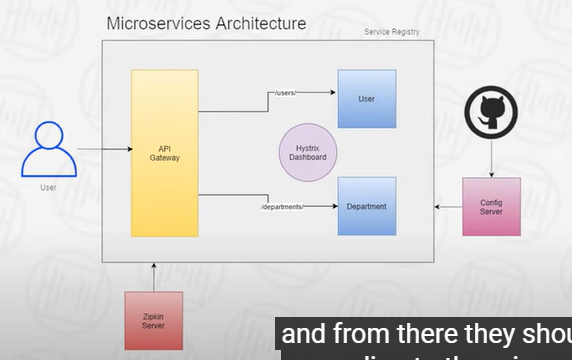 Microservices Architecture
Service Registry
/users/
User
API
Gateway
Hystrix
Dashboard
User
/departments/
Department
Config
Server
Zipkin
Server
and from there they shou